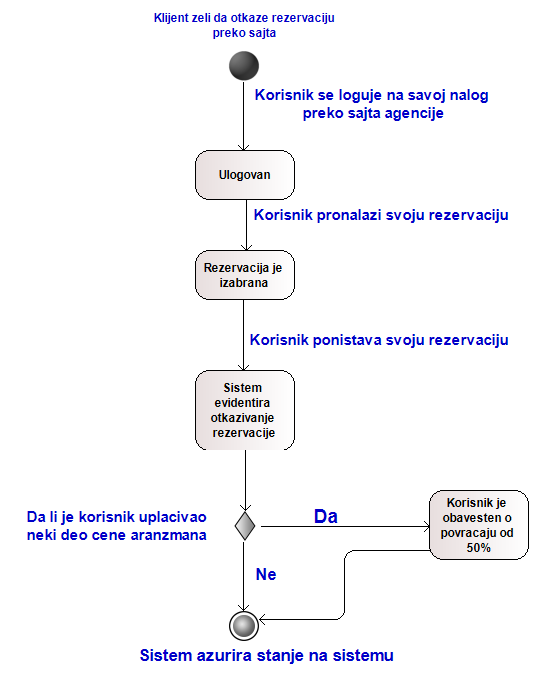 Klijent zeli da otkaze rezervaciju
preko sajta
Korisnik se loguje na savoj nalog
preko sajta agencije
Ulogovan
Korisnik pronalazi svoju rezervaciju
Rezervacija je
izabrana
Korisnik ponistava svoju rezervaciju
Sistem
evidentira
otkazivanje
rezervacije
Da li je korisnik uplacivao
neki deo cene aranzmana
Da
Korisnik je
obavesten o
povracaju od
50%
Ne
Sistem azurira stanje na sistemu